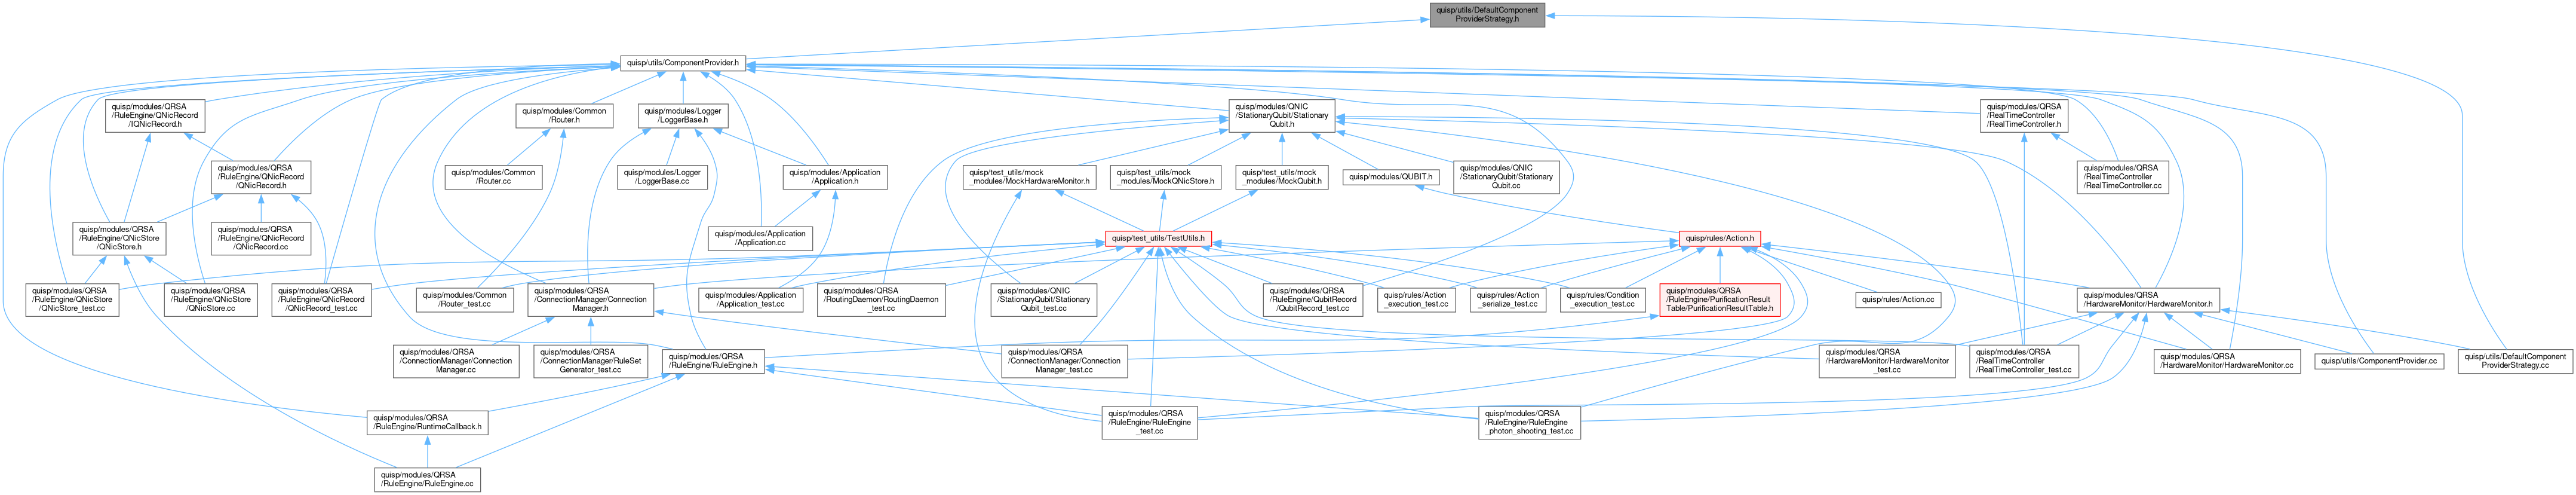 quisp/utils/DefaultComponent
ProviderStrategy.h
quisp/utils/ComponentProvider.h
quisp/modules/QRSA
/RuleEngine/QNicRecord
/IQNicRecord.h
quisp/modules/Common
/Router.h
quisp/modules/Logger
/LoggerBase.h
quisp/modules/QNIC
/StationaryQubit/Stationary
Qubit.h
quisp/modules/QRSA
/RealTimeController
/RealTimeController.h
quisp/modules/QRSA
/RuleEngine/QNicRecord
/QNicRecord.h
quisp/modules/Common
/Router.cc
quisp/modules/Logger
/LoggerBase.cc
quisp/modules/Application
/Application.h
quisp/test_utils/mock
_modules/MockHardwareMonitor.h
quisp/test_utils/mock
_modules/MockQNicStore.h
quisp/test_utils/mock
_modules/MockQubit.h
quisp/modules/QUBIT.h
quisp/modules/QNIC
/StationaryQubit/Stationary
Qubit.cc
quisp/modules/QRSA
/RealTimeController
/RealTimeController.cc
quisp/modules/QRSA
/RuleEngine/QNicStore
/QNicStore.h
quisp/modules/QRSA
/RuleEngine/QNicRecord
/QNicRecord.cc
quisp/modules/Application
/Application.cc
quisp/test_utils/TestUtils.h
quisp/rules/Action.h
quisp/modules/QRSA
/RuleEngine/QNicStore
/QNicStore_test.cc
quisp/modules/QRSA
/RuleEngine/QNicStore
/QNicStore.cc
quisp/modules/QRSA
/RuleEngine/QNicRecord
/QNicRecord_test.cc
quisp/modules/Common
/Router_test.cc
quisp/modules/QRSA
/ConnectionManager/Connection
Manager.h
quisp/modules/Application
/Application_test.cc
quisp/modules/QRSA
/RoutingDaemon/RoutingDaemon
_test.cc
quisp/modules/QNIC
/StationaryQubit/Stationary
Qubit_test.cc
quisp/modules/QRSA
/RuleEngine/QubitRecord
/QubitRecord_test.cc
quisp/rules/Action
_execution_test.cc
quisp/rules/Action
_serialize_test.cc
quisp/rules/Condition
_execution_test.cc
quisp/modules/QRSA
/RuleEngine/PurificationResult
Table/PurificationResultTable.h
quisp/rules/Action.cc
quisp/modules/QRSA
/HardwareMonitor/HardwareMonitor.h
quisp/modules/QRSA
/ConnectionManager/Connection
Manager.cc
quisp/modules/QRSA
/ConnectionManager/RuleSet
Generator_test.cc
quisp/modules/QRSA
/RuleEngine/RuleEngine.h
quisp/modules/QRSA
/ConnectionManager/Connection
Manager_test.cc
quisp/modules/QRSA
/HardwareMonitor/HardwareMonitor
_test.cc
quisp/modules/QRSA
/RealTimeController
/RealTimeController_test.cc
quisp/modules/QRSA
/HardwareMonitor/HardwareMonitor.cc
quisp/utils/ComponentProvider.cc
quisp/utils/DefaultComponent
ProviderStrategy.cc
quisp/modules/QRSA
/RuleEngine/RuntimeCallback.h
quisp/modules/QRSA
/RuleEngine/RuleEngine
_test.cc
quisp/modules/QRSA
/RuleEngine/RuleEngine
_photon_shooting_test.cc
quisp/modules/QRSA
/RuleEngine/RuleEngine.cc